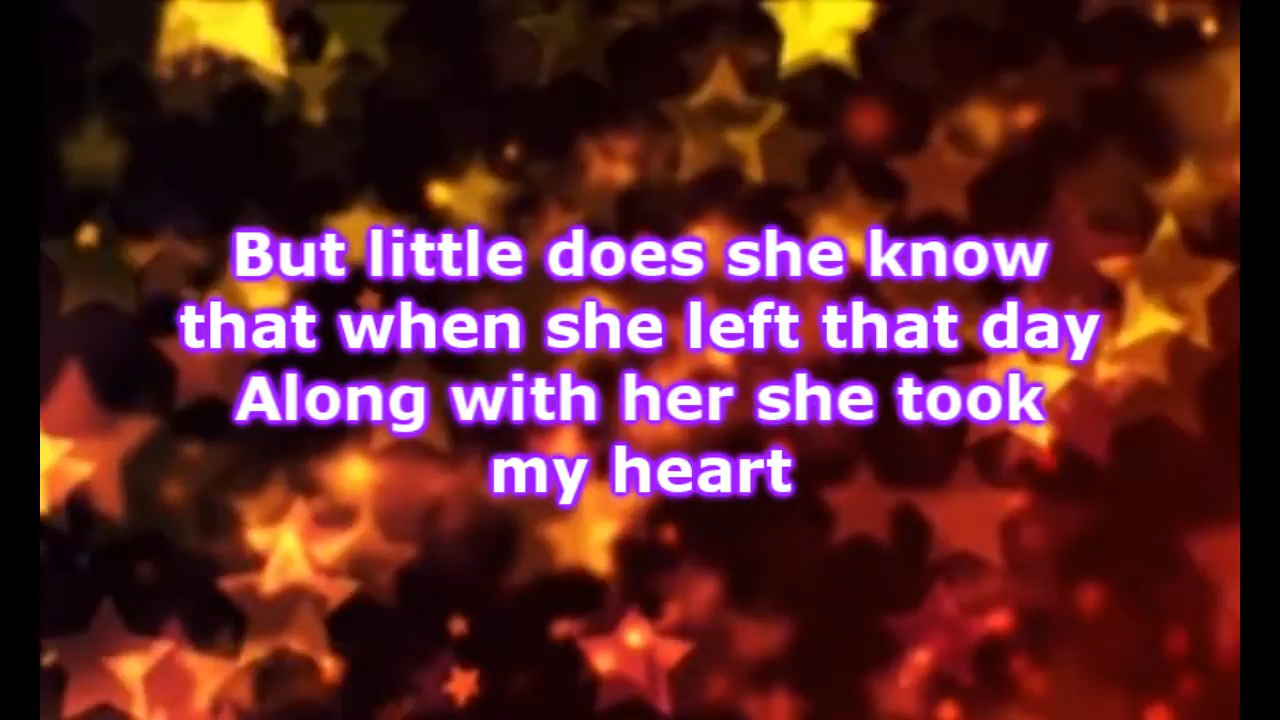 But little does she know
that when she left that day
Along with her she took
my heart